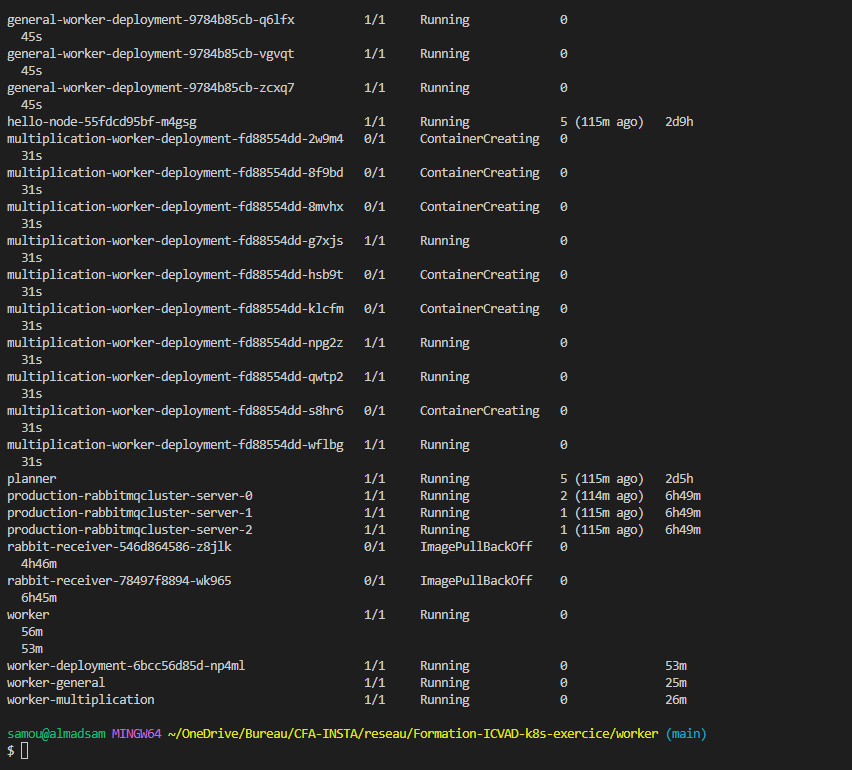 general-worker-deployment-9784b85cb-q6lfx 1/1 Running 0
45s
general-worker-deployment-9784b85cb-vgvqt 1/1 Running 0
45s
general-worker-deployment-9784b85cb-zcxq7 1/1 Running 0
45s
hello-node-55fdcd95bf-m4gsg 1/1 Running 5 (115m ago) 2d9h
multiplication-worker-deployment-fd88554dd-2w9m4 0/1 ContainerCreating 0
31s
multiplication-worker-deployment-fd88554dd-8f9bd 0/1 ContainerCreating 0
31s
multiplication-worker-deployment-fd88554dd-8mvhx 0/1 ContainerCreating 0
31s
multiplication-worker-deployment-fd88554dd-g7xjs 1/1 Running 0
31s
multiplication-worker-deployment-fd88554dd-hsb9t 0/1 ContainerCreating 0
31s
multiplication-worker-deployment-fd88554dd-klcfm 0/1 ContainerCreating 0
31s
multiplication-worker-deployment-fd88554dd-npg2z 1/1 Running 0
31s
multiplication-worker-deployment-fd88554dd-qwtp2 1/1 Running 0
31s
multiplication-worker-deployment-fd88554dd-s8hr6 0/1 ContainerCreating 0
31s
multiplication-worker-deployment-fd88554dd-wflbg 1/1 Running 0
31s
planner 1/1 Running 5 (115m ago) 2d5h
production-rabbitmqcluster-server-0 1/1 Running 2 (114m ago) 6h49m
production-rabbitmqcluster-server-1 1/1 Running 1 (115m ago) 6h49m
production-rabbitmqcluster-server-2 1/1 Running 1 (115m ago) 6h49m
rabbit-receiver-546d864586-z8jlk 0/1 ImagePullBackOff 0
4h46m
rabbit-receiver-78497f8894-wk965 0/1 ImagePullBackOff 0
6h45m
worker 1/1 Running 0
56m
53m
worker-deployment-6bcc56d85d-np4ml 1/1 Running 0 53m
worker-general 1/1 Running 0 25m
worker-multiplication 1/1 Running 0 26m
samou@almadsam MINGW64 ~/OneDrive/Bureau/CFA-INSTA/reseau/Formation-ICVAD-k8s-exercice/worker (main)
$